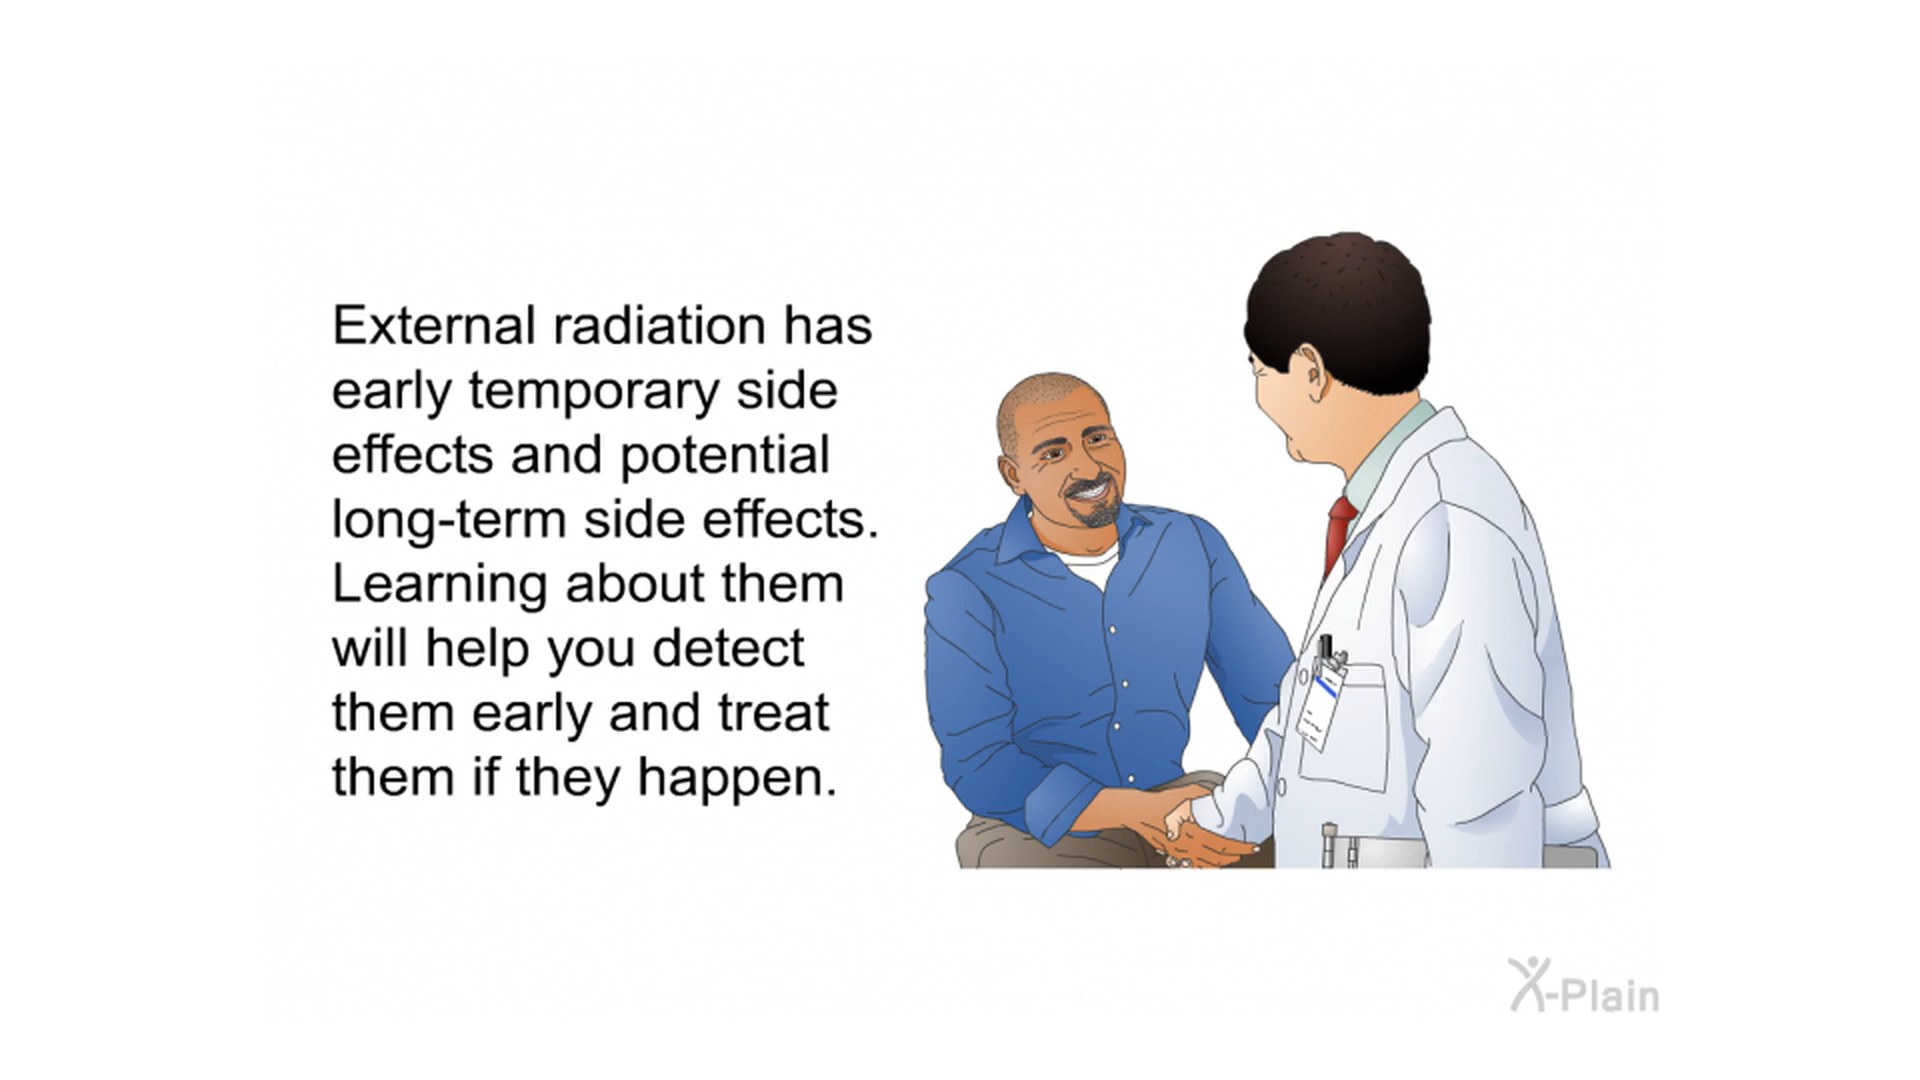 External radiation has
early temporary side
effects and potential
long-term side effects.
Learning about them
will help you detect
them early and treat
them if they happen.
X-Plain